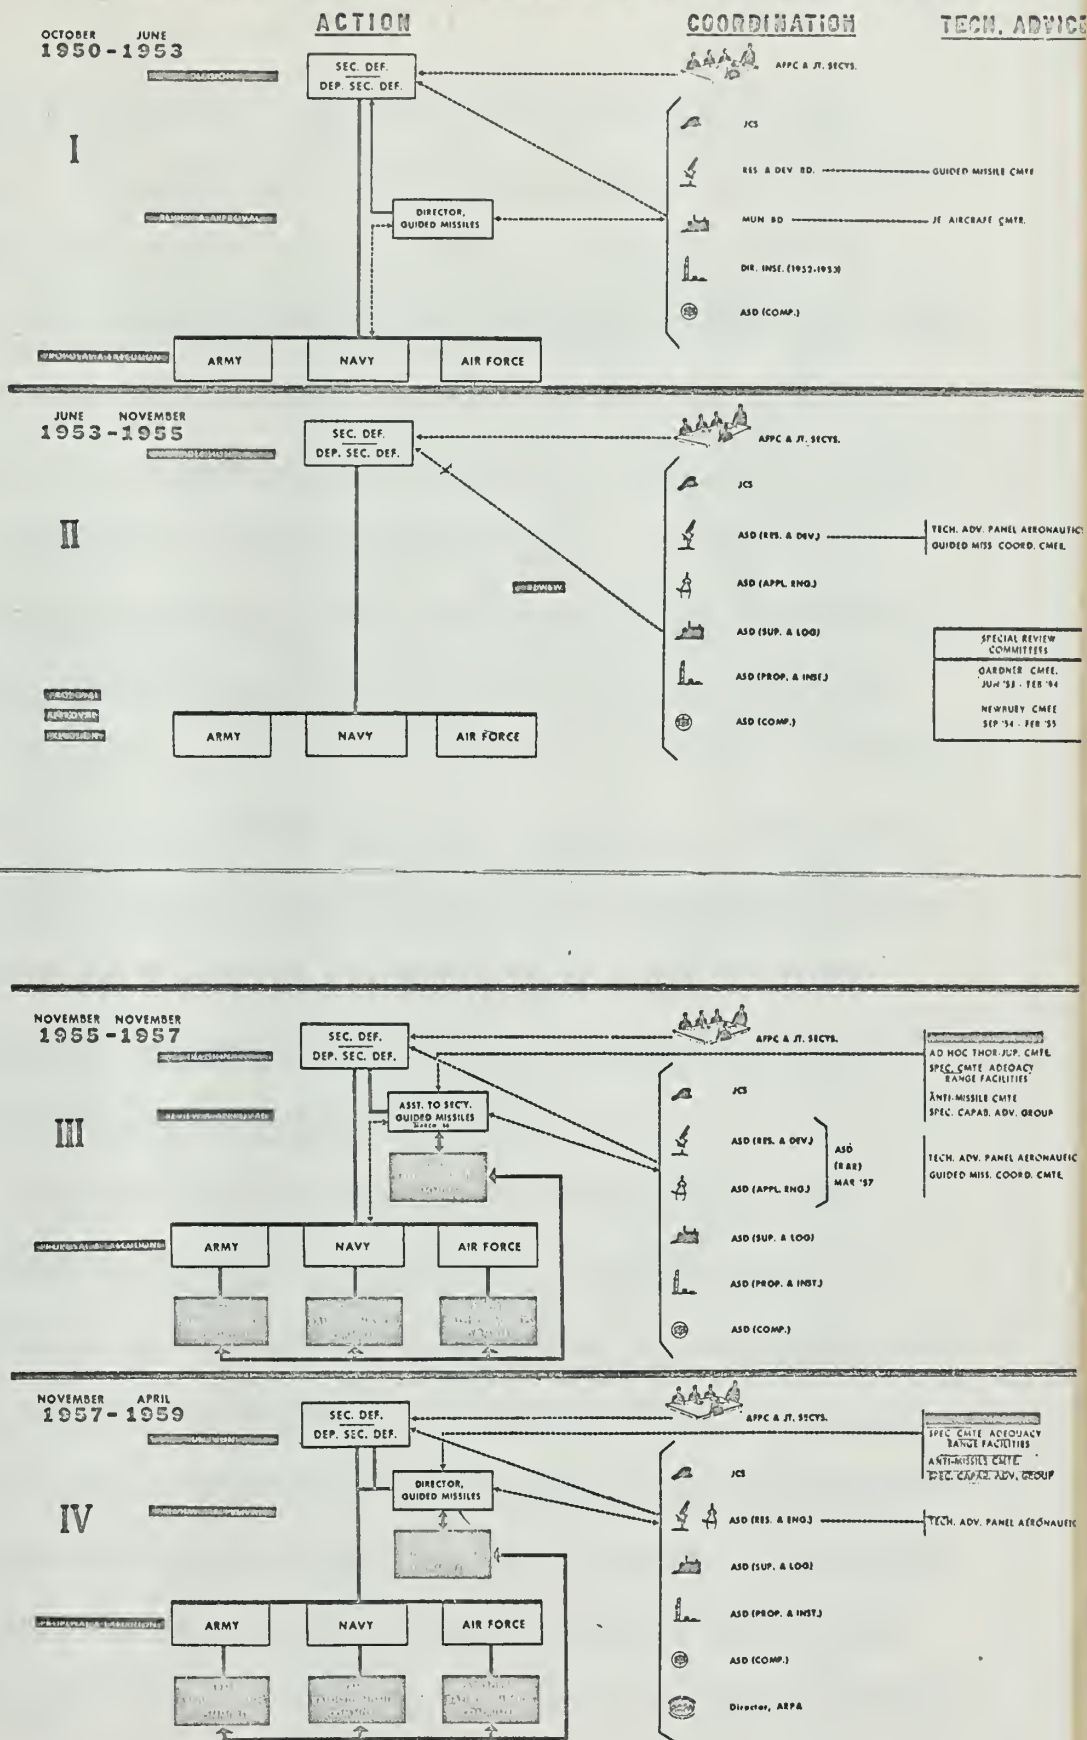 ACTION
COORDINATION
TECH. ADVICE
OCTOBER JUNE
1950-1953
I
SEC. DEF.
DEP. SEC. DEF.
DIRECTOR,
GUIDED MISSILES
ARMY
NAVY
AIR FORCE
AFPC & JT. SECYS.
JCS
RES & DEV BD.
GUIDED MISSILE CMTE
MUN BD
JT AIRCRAFT CMTE.
DIR. INST. (1952-1953)
ASD (COMP.)
JUNE NOVEMBER
1953-1955
II
SEC. DEF.
DEP. SEC. DEF.
REVIEW
ARMY
NAVY
AIR FORCE
AFPC & JT. SECYS.
JCS
ASD (RES. & DEV.)
TECH. ADV. PANEL AERONAUTICS
GUIDED MISS COORD. CMTE.
ASD (APPL. ENG.)
ASD (SUP. & LOG)
ASD (PROP. & INST.)
ASD (COMP.)
SPECIAL REVIEW
COMMITTEES
GARDNER CMTE.
JUN '53 - FEB '54
NEWBURY CMTE
SEP '54 - FEB '55
NOVEMBER NOVEMBER
1955-1957
III
SEC. DEF.
DEP. SEC. DEF.
ASST. TO SEC'Y.
GUIDED MISSILES
ARMY
NAVY
AIR FORCE
AFPC & JT. SECYS.
JCS
ASD (RES. & DEV.)
ASD (APPL. ENG.)
ASD
(R&E)
MAR '57
ASD (SUP. & LOG)
ASD (PROP. & INST.)
ASD (COMP.)
AD HOC THOR-JUP. CMTE.
SPEC. CMTE ADEQACY
RANGE FACILITIES
ANTI-MISSILE CMTE
SPEC. CAPAB. ADV. GROUP
TECH. ADV. PANEL AERONAUTIC
GUIDED MISS. COORD. CMTE.
NOVEMBER APRIL
1957-1959
IV
SEC. DEF.
DEP. SEC. DEF.
DIRECTOR,
GUIDED MISSILES
ARMY
NAVY
AIR FORCE
AFPC & JT. SECYS.
JCS
ASD (RES. & ENG.)
ASD (SUP. & LOG)
ASD (PROP. & INST.)
ASD (COMP.)
Director, ARPA
SPEC. CMTE ADEQUACY
RANGE FACILITIES
ANTI-MISSILE CMTE.
SPEC. CAPAB. ADV. GROUP
TECH. ADV. PANEL AERONAUTIC